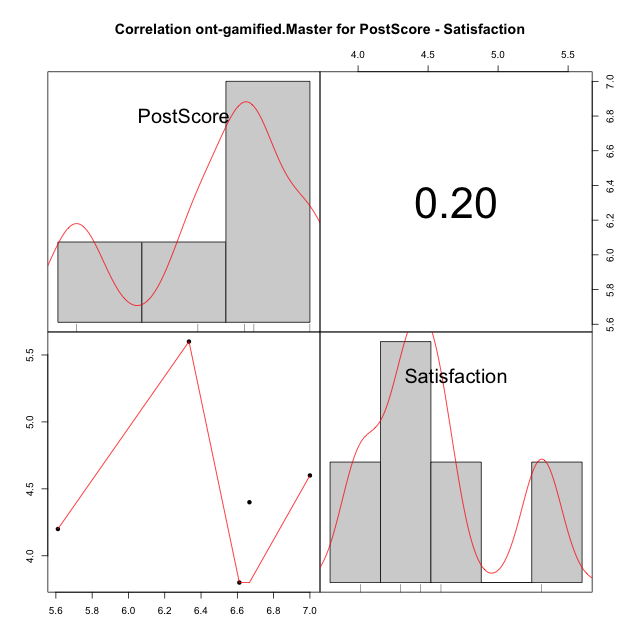 Correlation ont-gamified.Master for PostScore - Satisfaction
4.0 4.5 5.0 5.5
PostScore
0.20
5.6 5.8 6.0 6.2 6.4 6.6 6.8 7.0
4.0 4.5 5.0 5.5
Satisfaction
5.6 5.8 6.0 6.2 6.4 6.6 6.8 7.0